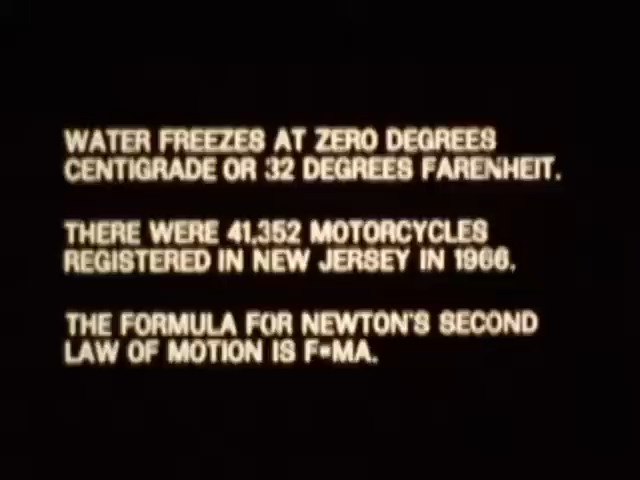 WATER FREEZES AT ZERO DEGREES
CENTIGRADE OR 32 DEGREES FARENHEIT.
THERE WERE 41,352 MOTORCYCLES
REGISTERED IN NEW JERSEY IN 1966.
THE FORMULA FOR NEWTON'S SECOND
LAW OF MOTION IS F=MA.